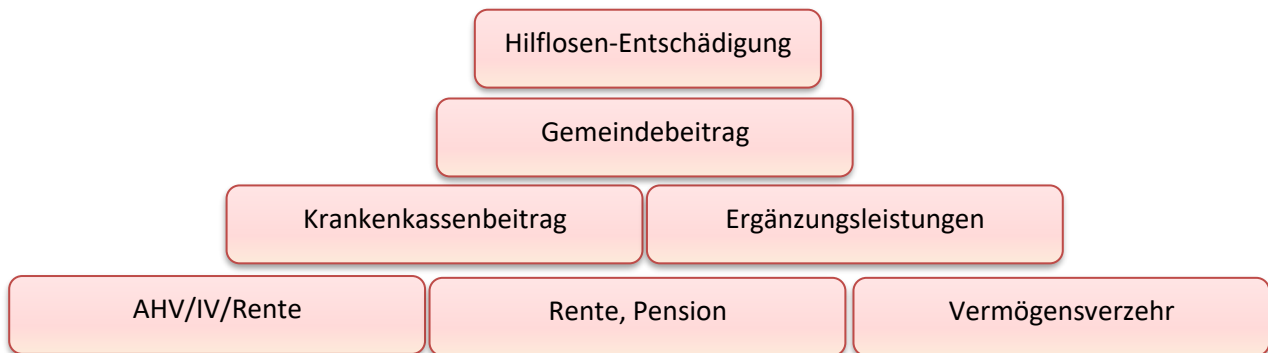 Hilflosen-Entschädigung
Gemeindebeitrag
Krankenkassenbeitrag
Ergänzungsleistungen
AHV/IV/Rente
Rente, Pension
Vermögensverzehr